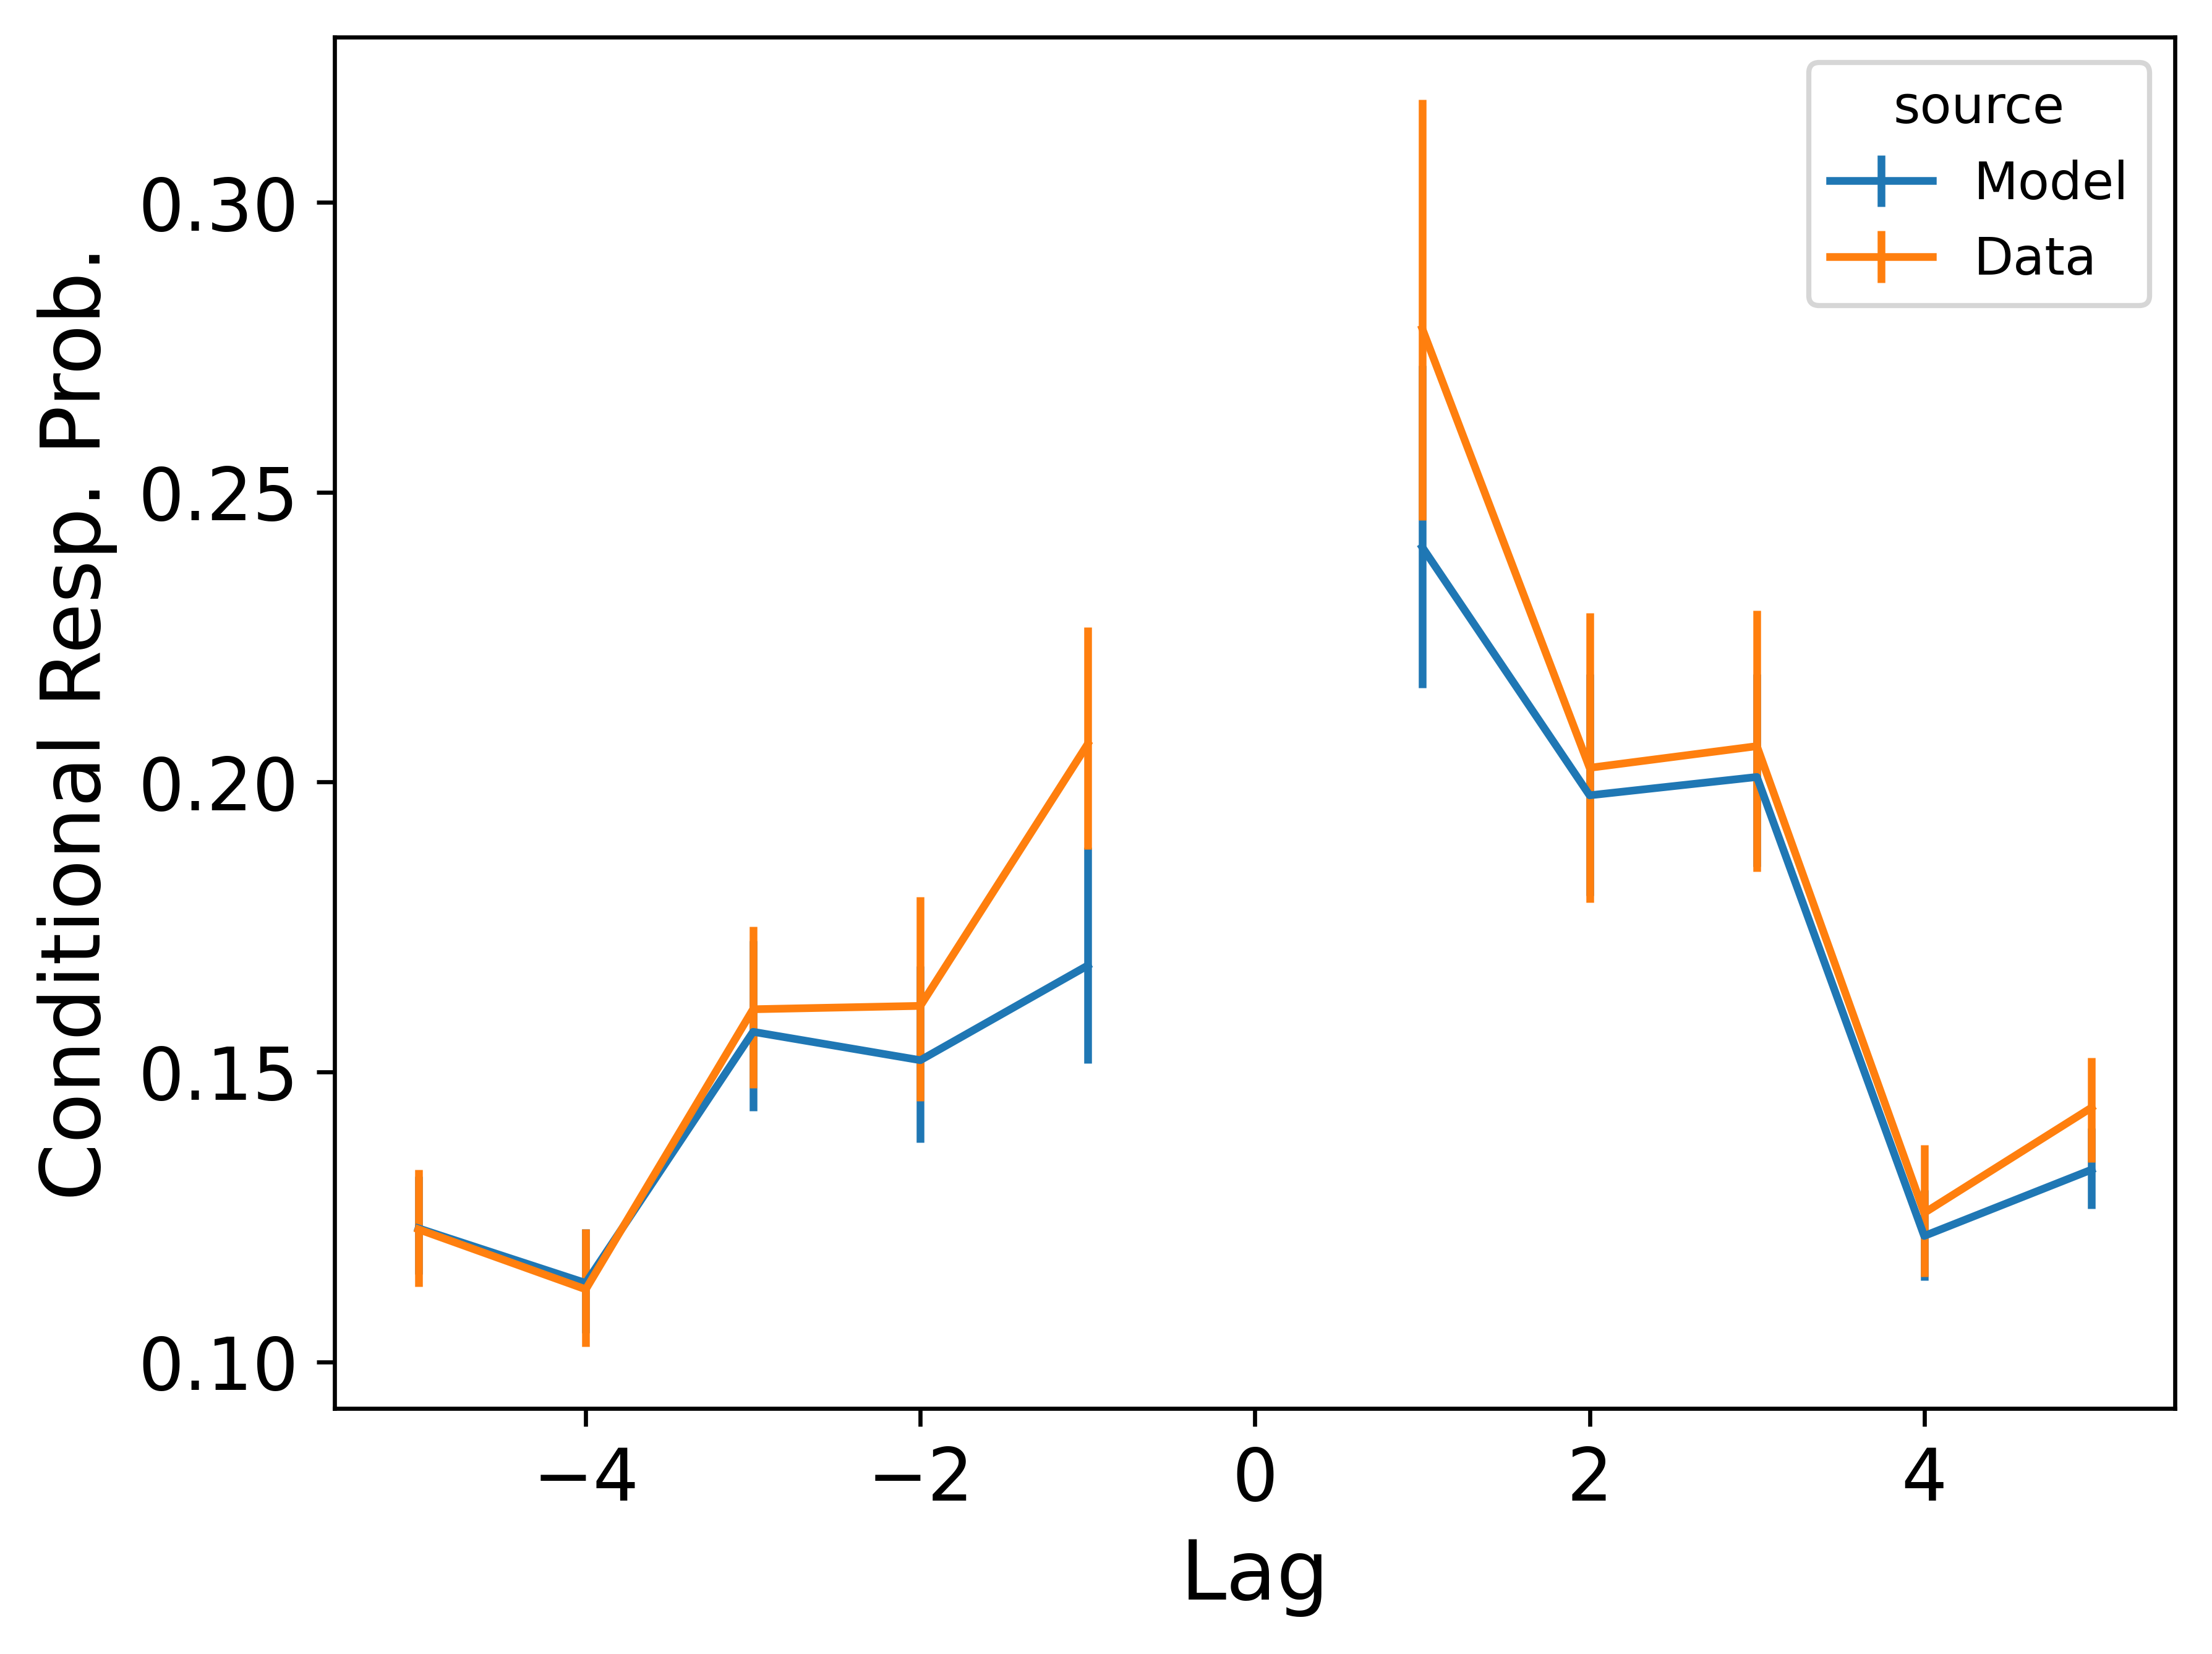 source
Model
Data
Conditional Resp. Prob.
0.30
0.25
0.20
0.15
0.10
−4 −2 0 2 4
Lag